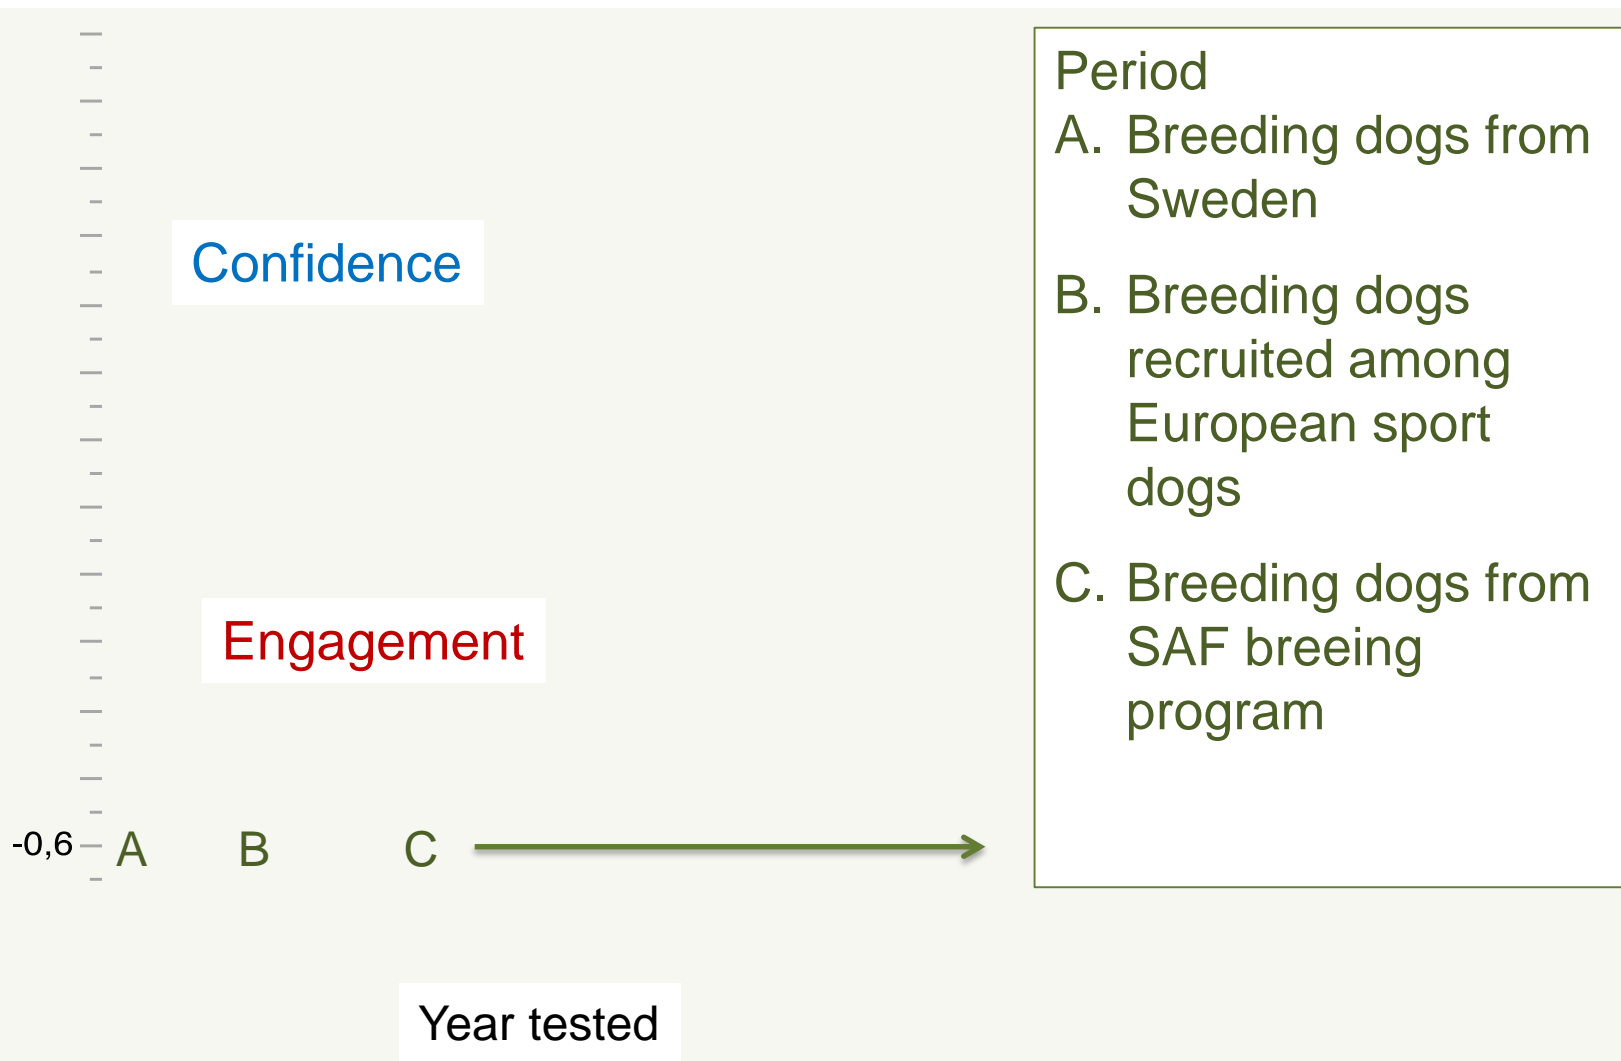 Confidence
Engagement
-0,6
A B C
Year tested
Period
A. Breeding dogs from
Sweden
B. Breeding dogs
recruited among
European sport
dogs
C. Breeding dogs from
SAF breeing
program